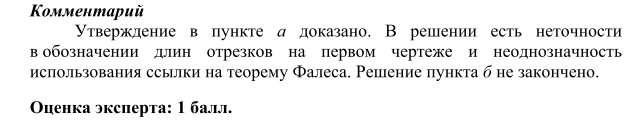 Комментарий
Утверждение в пункте а доказано. В решении есть неточности
в обозначении длин отрезков на первом чертеже и неоднозначность
использования ссылки на теорему Фалеса. Решение пункта б не закончено.
Оценка эксперта: 1 балл.